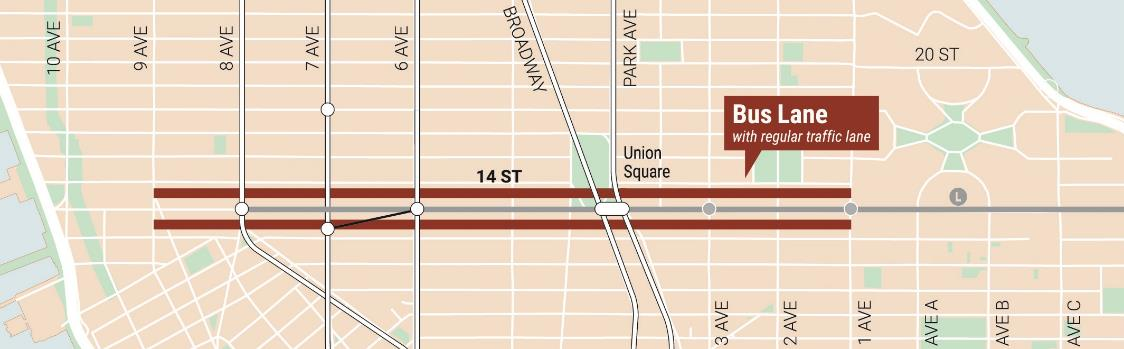 10 AVE
9 AVE
8 AVE
7 AVE
6 AVE
BROADWAY
PARK AVE
20 ST
Bus Lane
with regular traffic lane
Union
Square
14 ST
L
3 AVE
2 AVE
1 AVE
AVE A
AVE B
AVE C